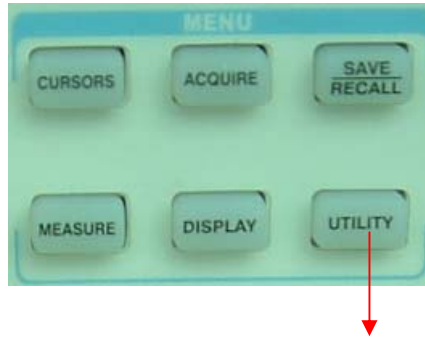 MENU
CURSORS ACQUIRE SAVE
RECALL
MEASURE DISPLAY UTILITY